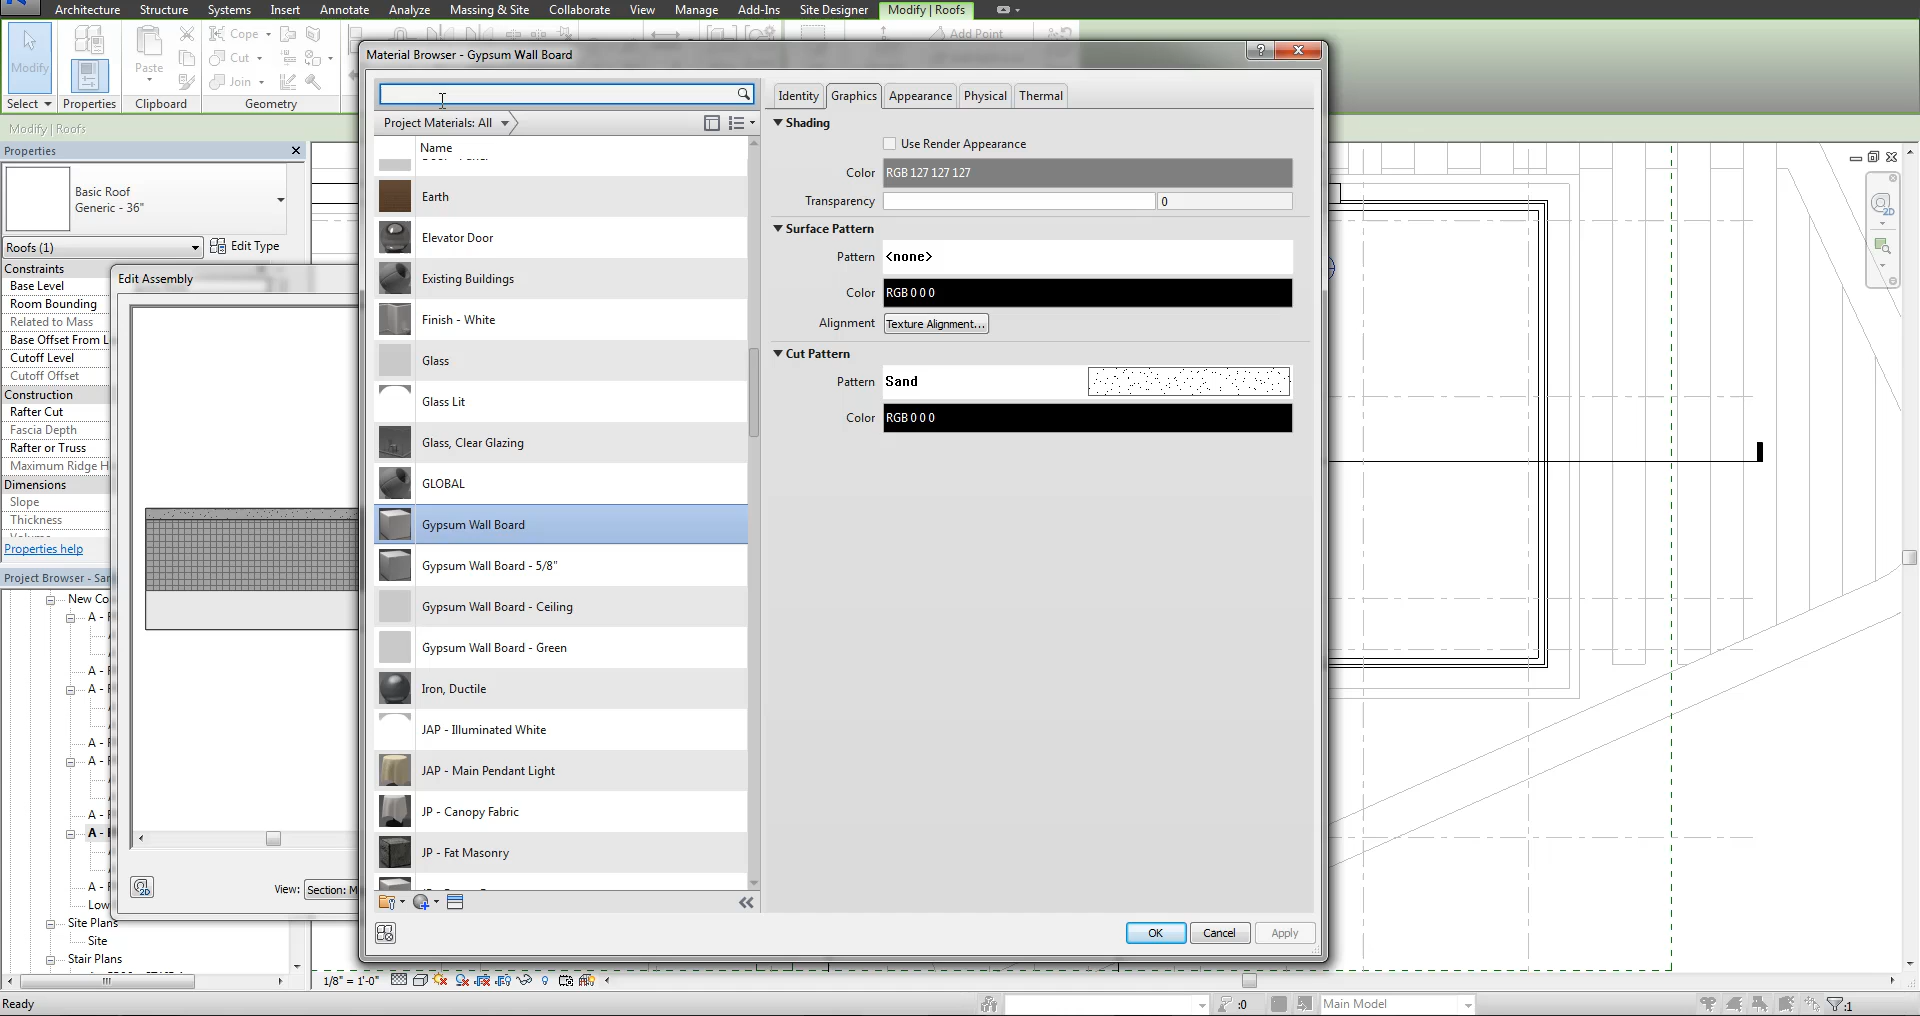 Architecture Structure Systems Insert Annotate Analyze Massing & Site Collaborate View Manage Add-Ins Site Designer Modify | Roofs
Modify
Cope
Cut
Join
Paste
Add Point
Select Properties Clipboard Geometry
Modify | Roofs
Properties
Basic Roof
Generic - 36"
Roofs (1) Edit Type
Constraints
Base Level
Room Bounding
Related to Mass
Base Offset From L
Cutoff Level
Cutoff Offset
Construction
Rafter Cut
Fascia Depth
Rafter or Truss
Maximum Ridge H
Dimensions
Slope
Thickness
Properties help
Project Browser - Sar
New Co
A - F
A - F
A - F
A - F
A - F
A - F
A - F
A - F
Low
Site Plans
Site
Stair Plans
Edit Assembly
View: Section: M
Material Browser - Gypsum Wall Board
Project Materials: All
Name
Earth
Elevator Door
Existing Buildings
Finish - White
Glass
Glass Lit
Glass, Clear Glazing
GLOBAL
Gypsum Wall Board
Gypsum Wall Board - 5/8"
Gypsum Wall Board - Ceiling
Gypsum Wall Board - Green
Iron, Ductile
JAP - Illuminated White
JAP - Main Pendant Light
JP - Canopy Fabric
JP - Fat Masonry
Identity Graphics Appearance Physical Thermal
Shading
Use Render Appearance
Color RGB 127 127 127
Transparency 0
Surface Pattern
Pattern <none>
Color RGB 0 0 0
Alignment Texture Alignment...
Cut Pattern
Pattern Sand
Color RGB 0 0 0
OK Cancel Apply
1/8" = 1'-0"
Ready
:0
Main Model
:1